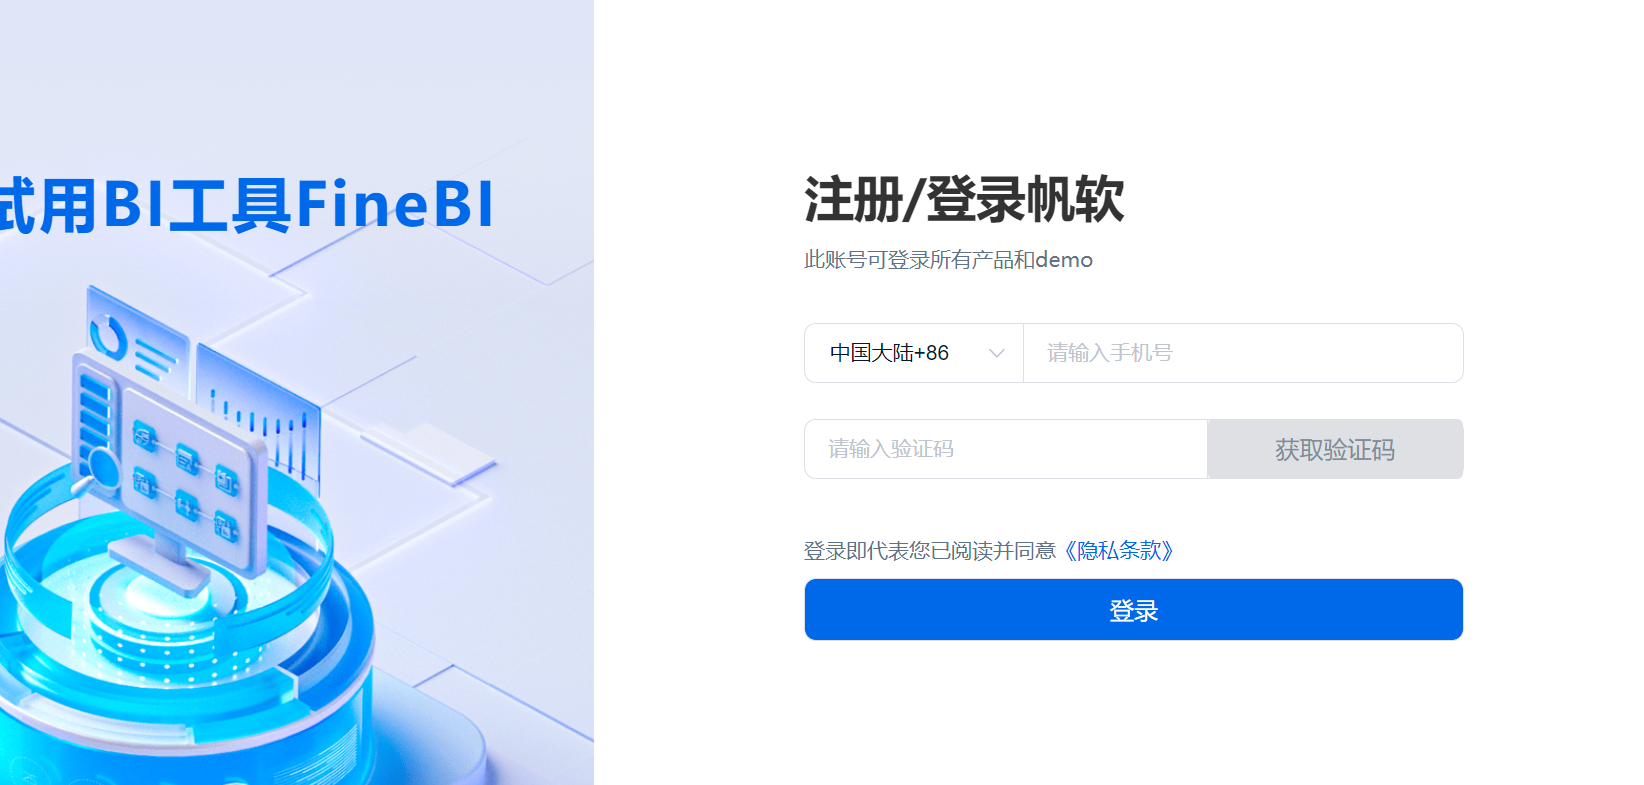 试用BI工具FineBI
注册/登录帆软
此账号可登录所有产品和demo
中国大陆+86
请输入手机号
请输入验证码
获取验证码
登录即代表您已阅读并同意《隐私条款》
登录